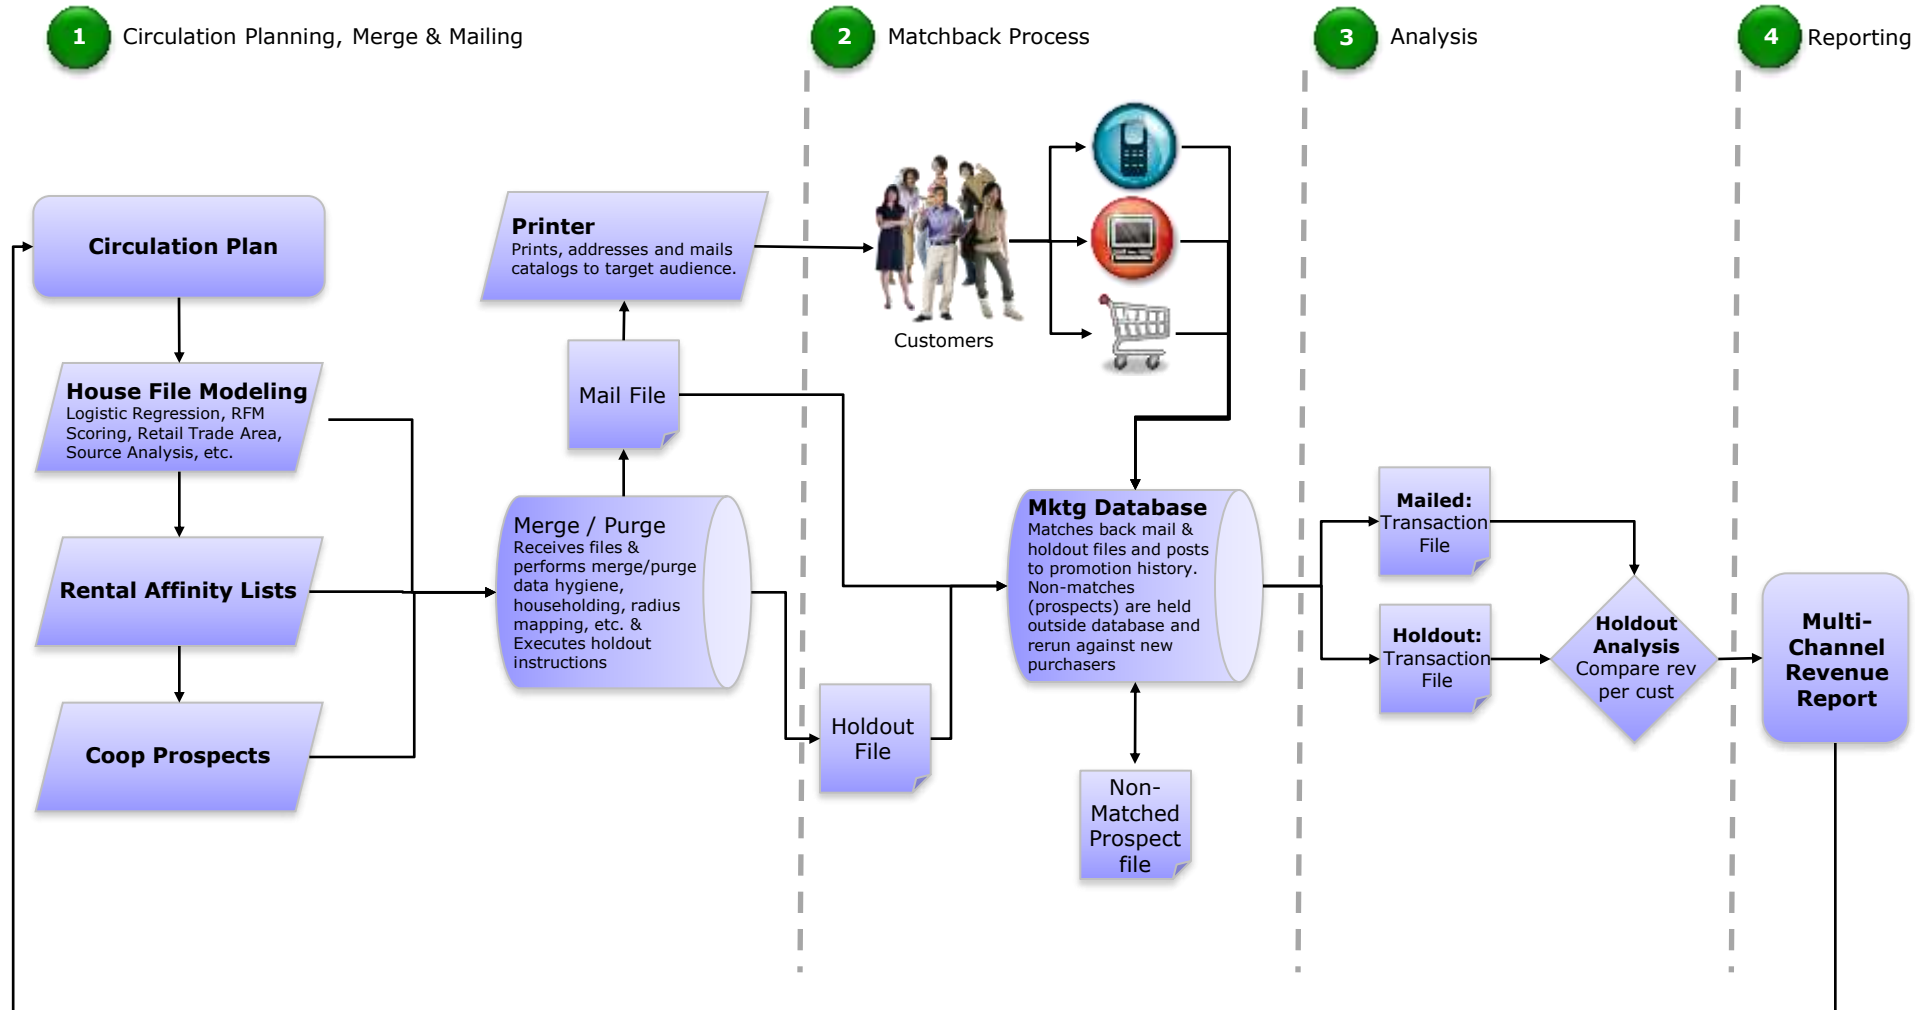 1
Circulation Planning, Merge & Mailing
2
Matchback Process
3
Analysis
4
Reporting
Circulation Plan
House File Modeling
Logistic Regression, RFM
Scoring, Retail Trade Area,
Source Analysis, etc.
Rental Affinity Lists
Coop Prospects
Printer
Prints, addresses and mails
catalogs to target audience.
Mail File
Merge / Purge
Receives files &
performs merge/purge
data hygiene,
householding, radius
mapping, etc. &
Executes holdout
instructions
Customers
Holdout
File
Mktg Database
Matches back mail &
holdout files and posts
to promotion history.
Non-matches
(prospects) are held
outside database and
rerun against new
purchasers
Non-
Matched
Prospect
file
Mailed:
Transaction
File
Holdout:
Transaction
File
Holdout
Analysis
Compare rev
per cust
Multi-
Channel
Revenue
Report